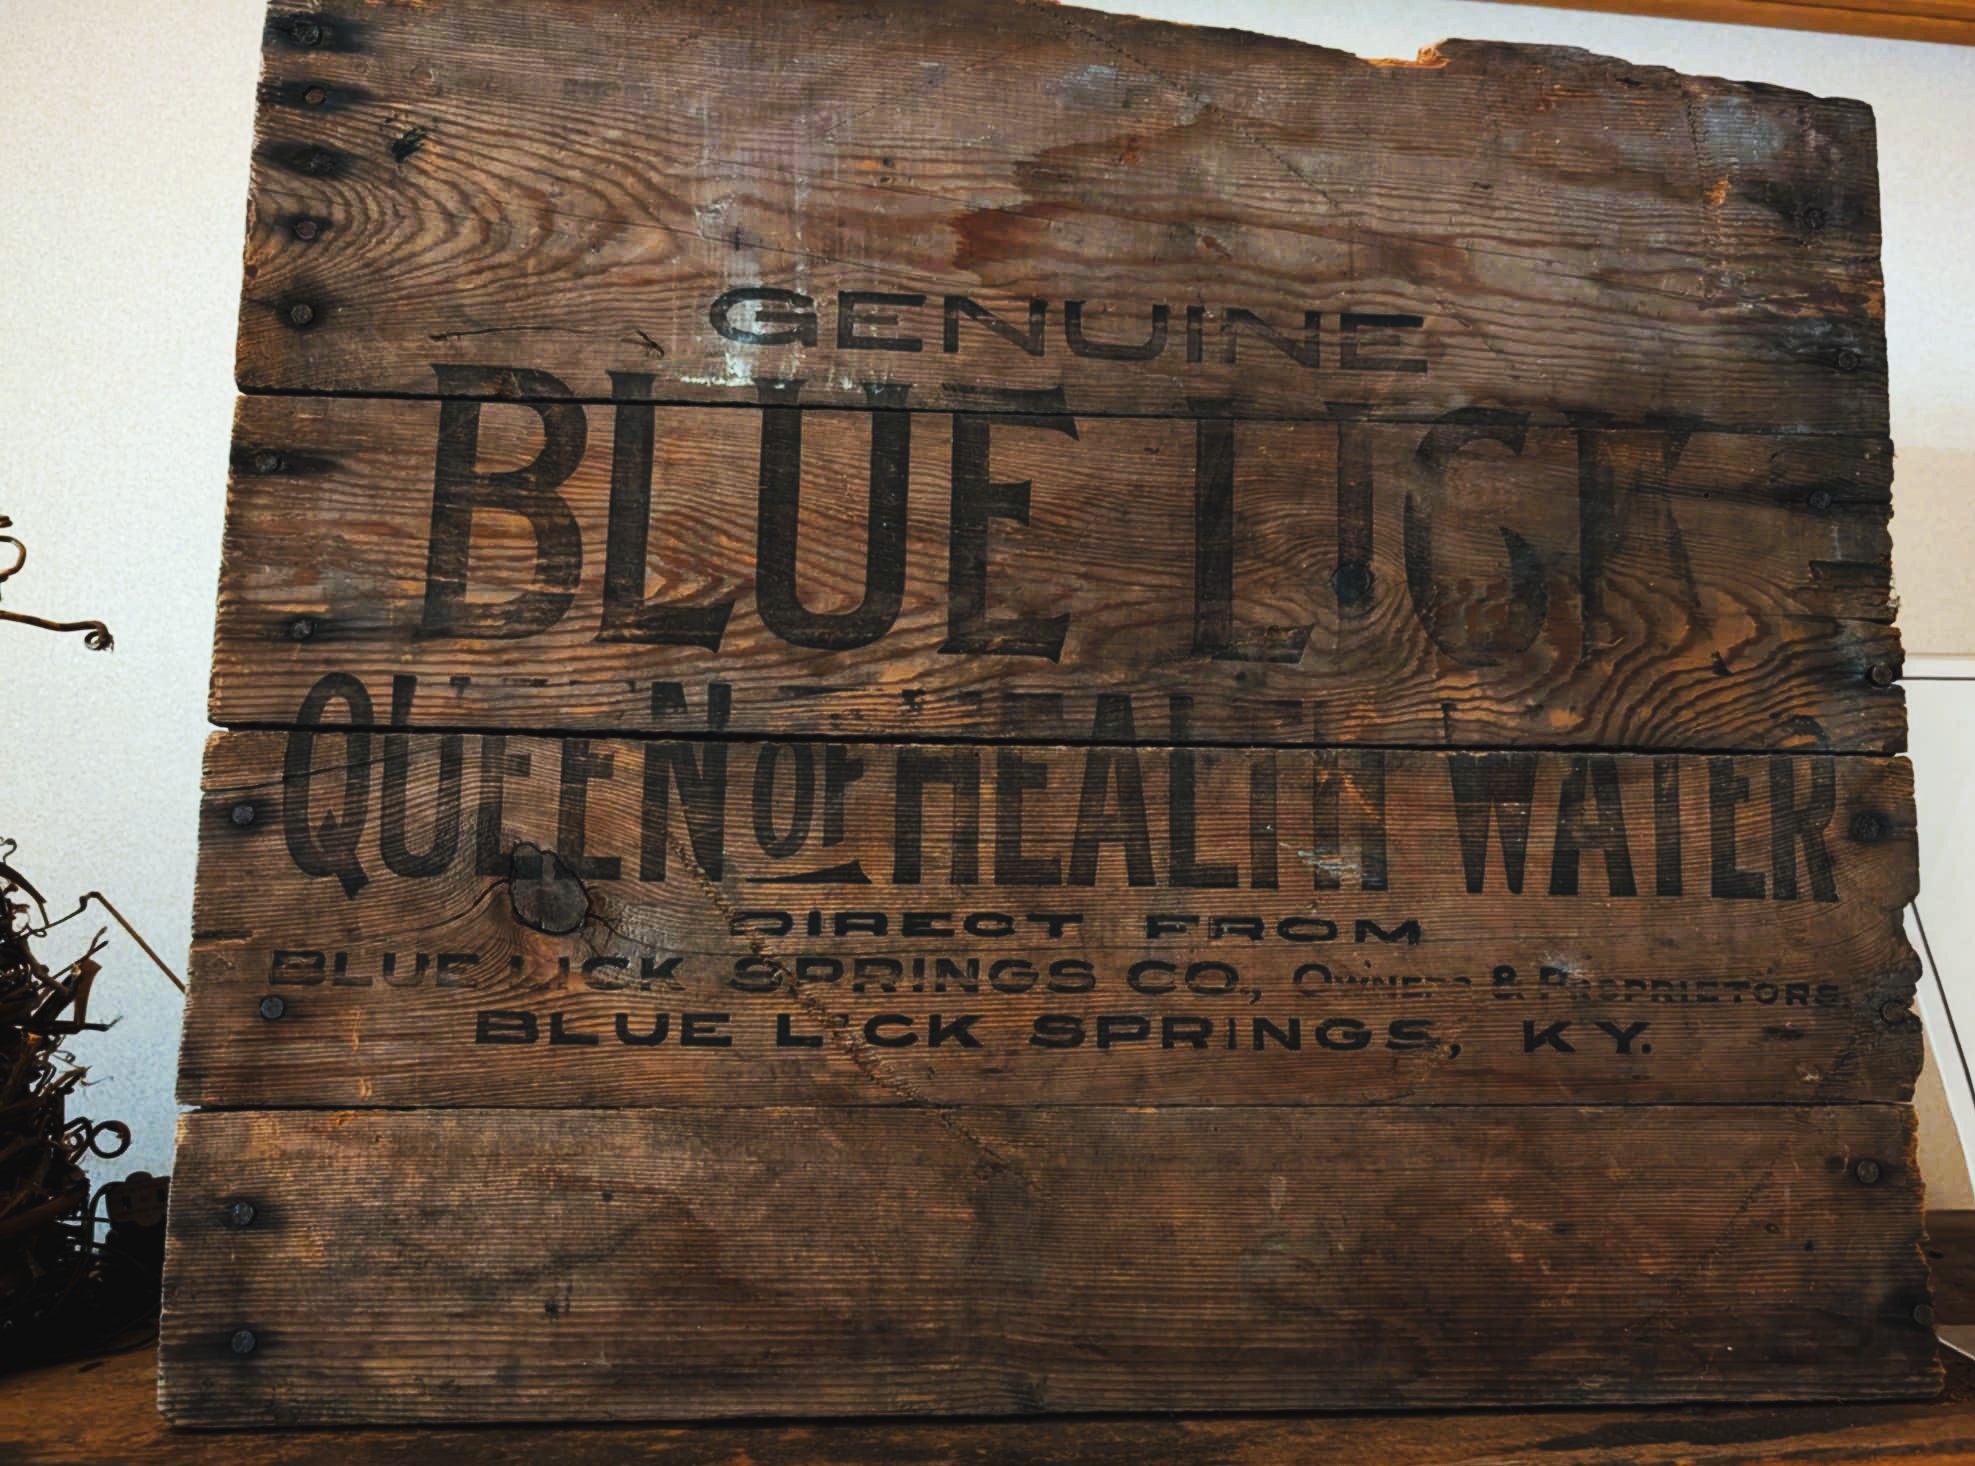 GENUINE
BLUE LICK
QUEEN OF HEALTH WATER
DIRECT FROM
BLUE LICK SPRINGS CO., OWNERS & PROPRIETORS.
BLUE LICK SPRINGS, KY.